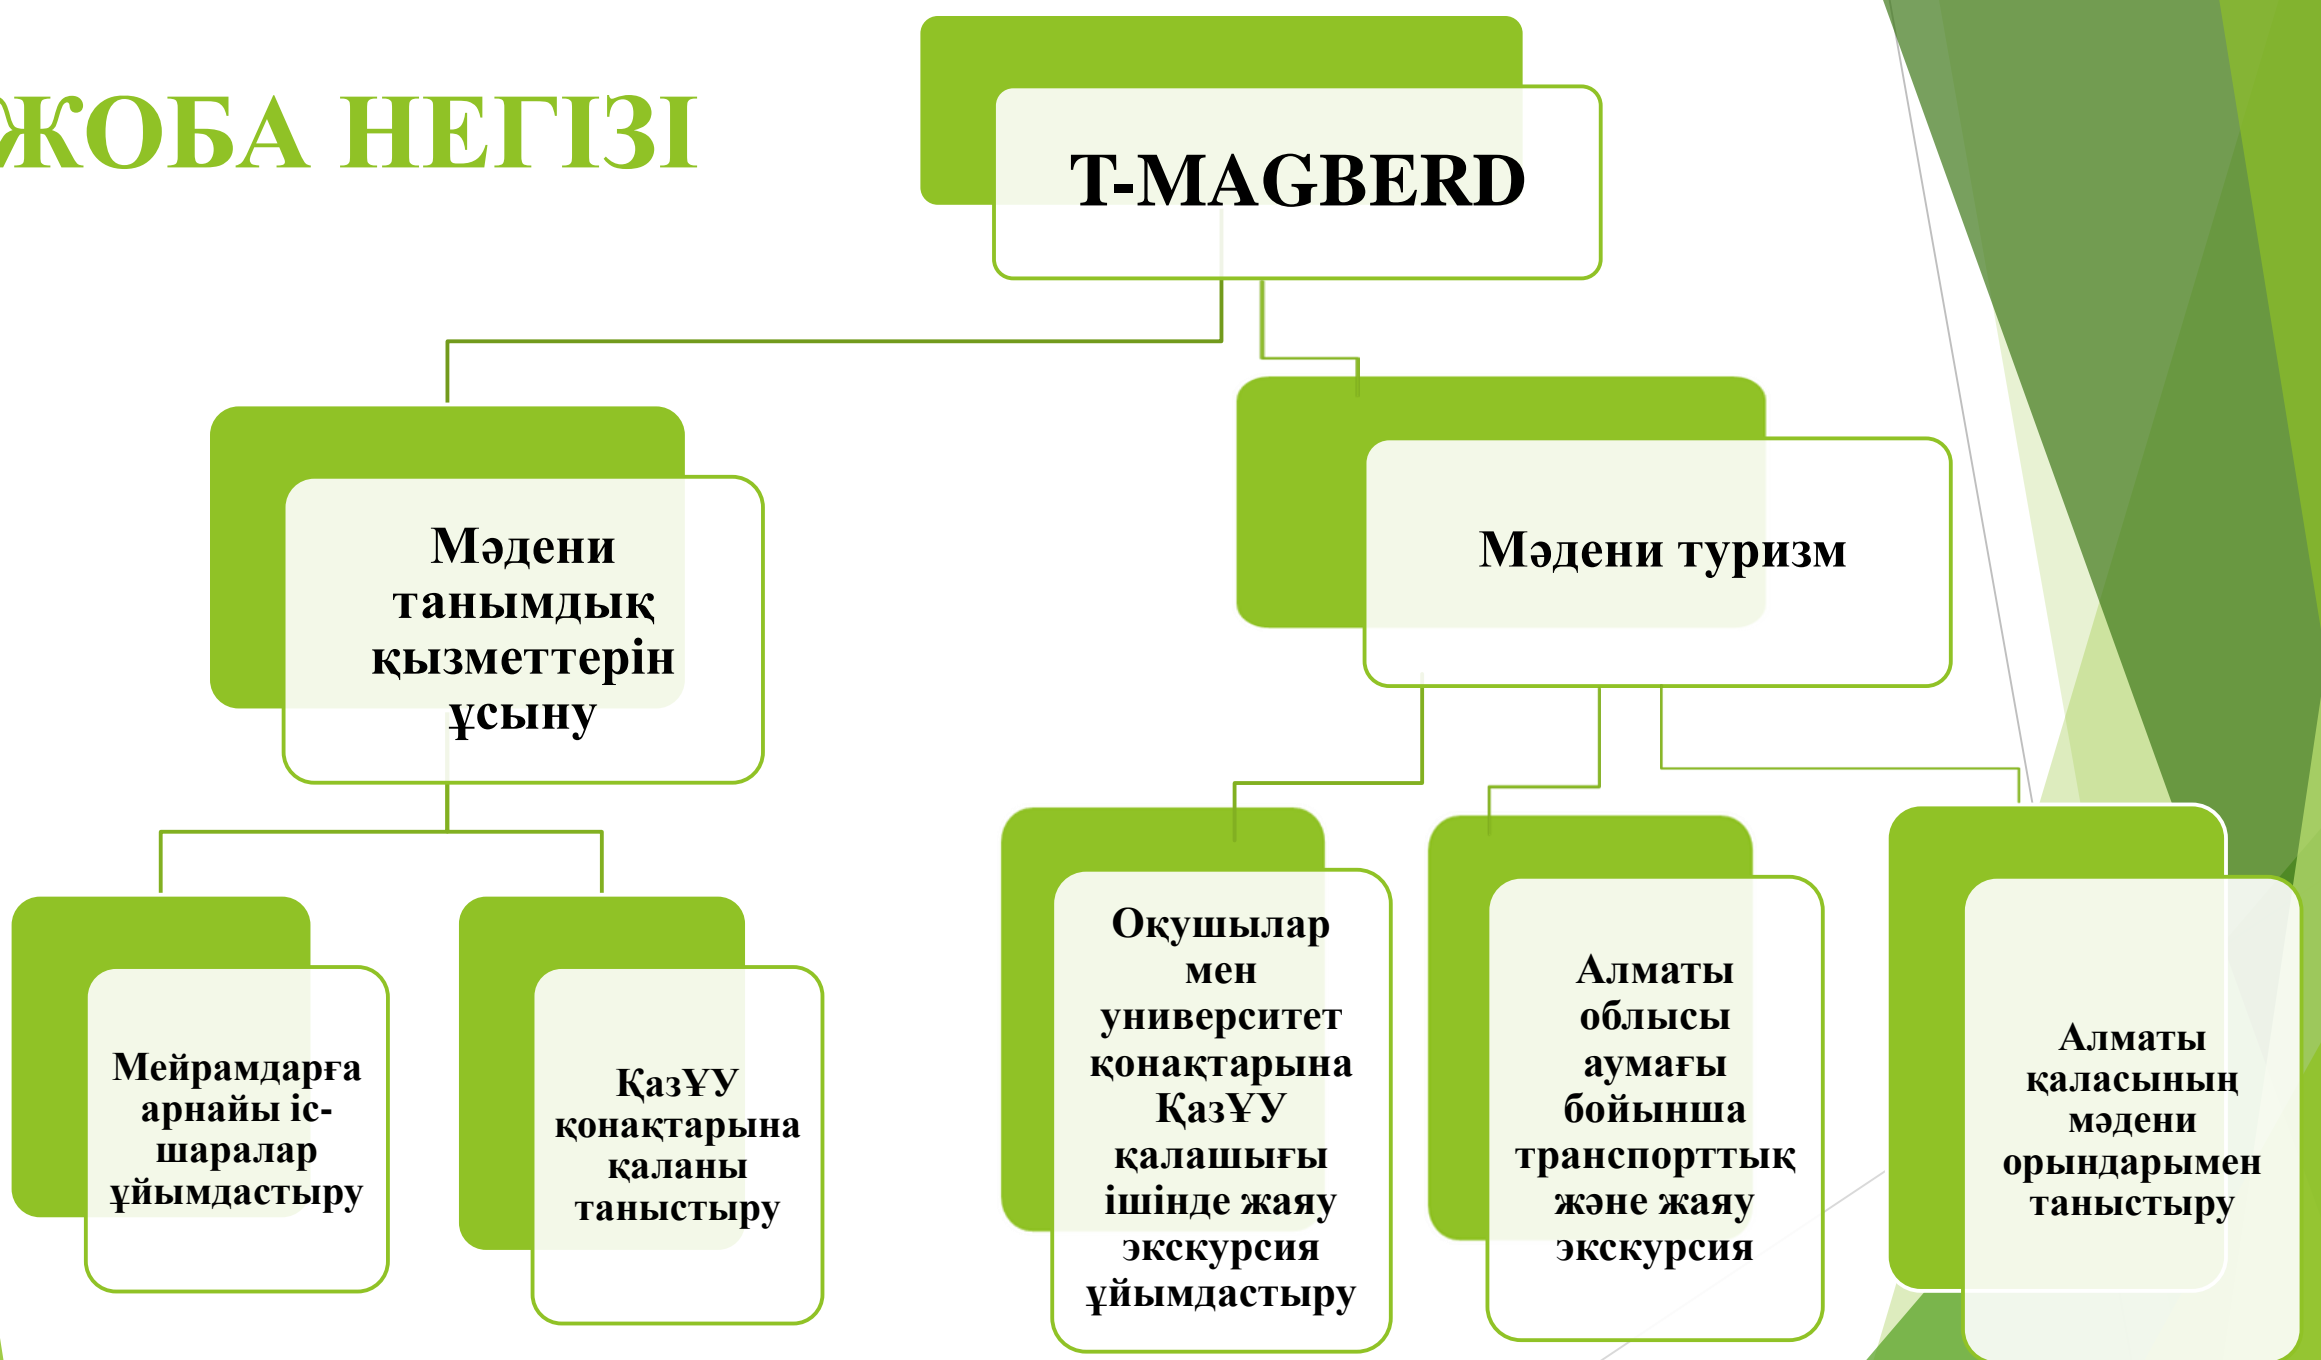 ЖОБА НЕГІЗІ
T-MAGBERD
Мәдени
танымдық
қызметтерін
ұсыну
Мәдени туризм
Мейрамдарға
арнайы іс-
шаралар
ұйымдастыру
ҚазҰУ
қонақтарына
қаланы
таныстыру
Оқушылар
мен
университет
қонақтарына
ҚазҰУ
қалашығы
ішінде жаяу
экскурсия
ұйымдастыру
Алматы
облысы
аумағы
бойынша
транспорттық
және жаяу
экскурсия
Алматы
қаласының
мәдени
орындарымен
таныстыру